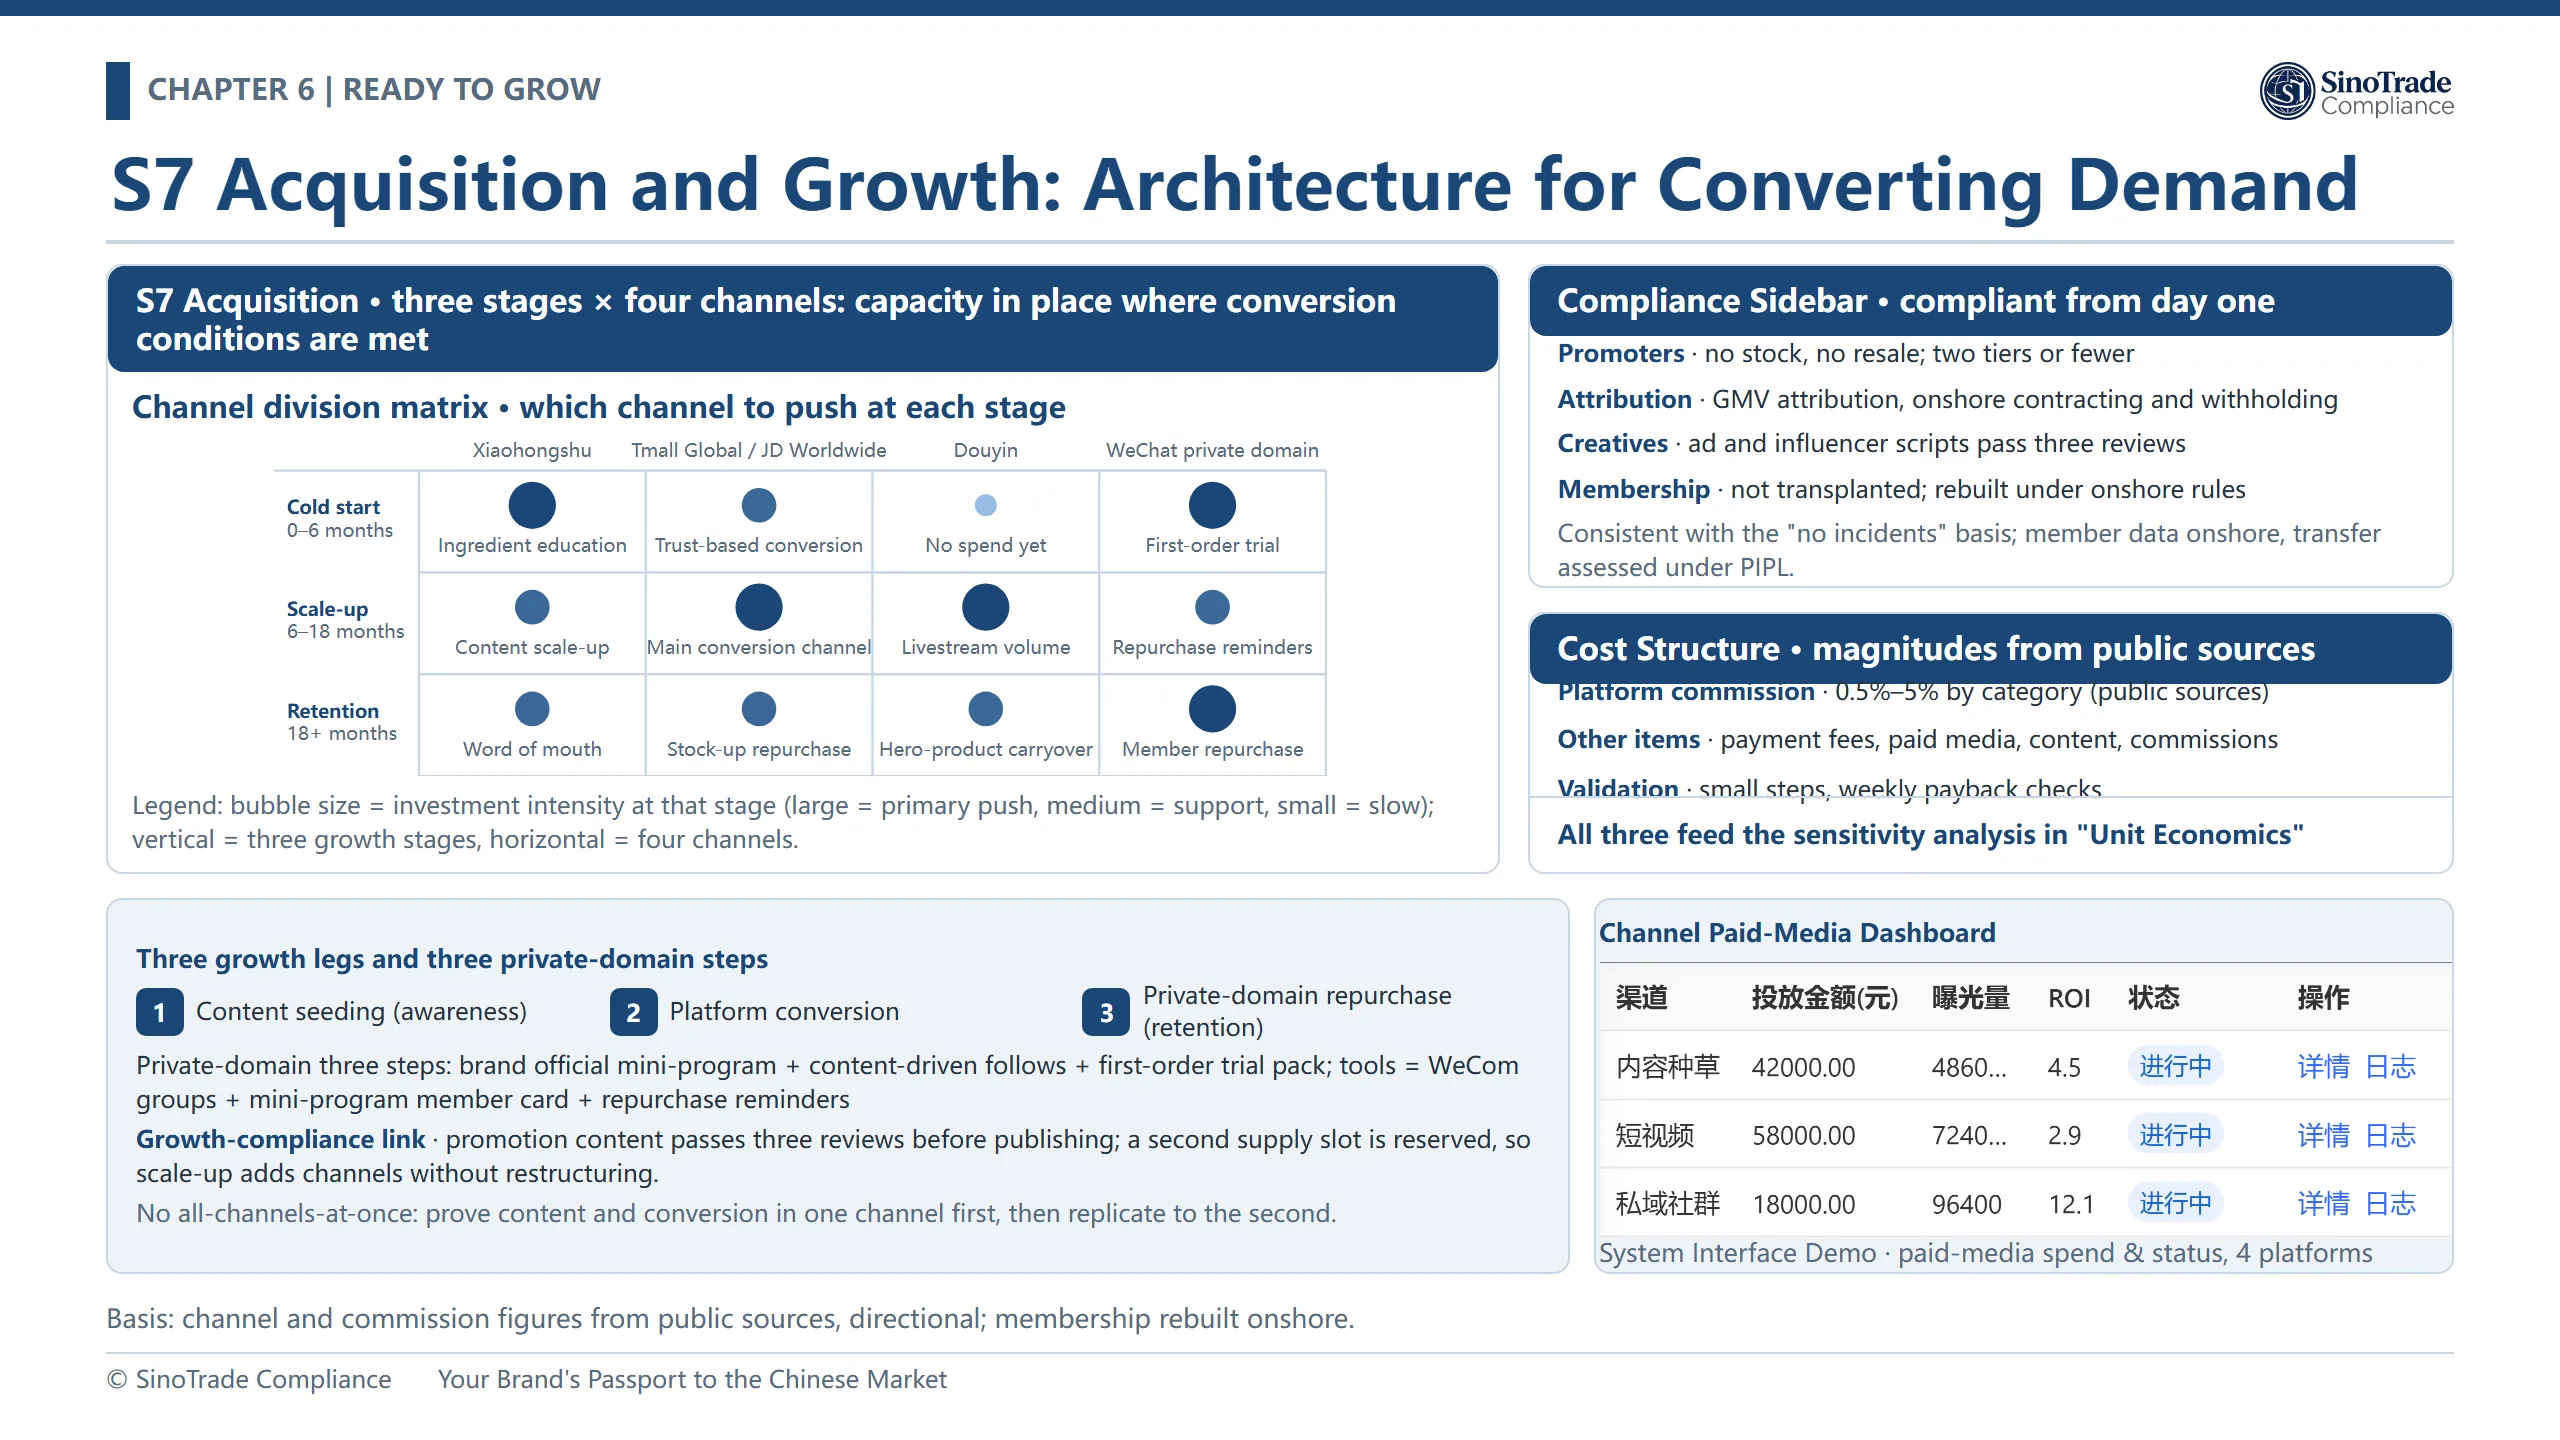 CHAPTER 6 | READY TO GROW
SinoTrade
Compliance
S7 Acquisition and Growth: Architecture for Converting Demand
S7 Acquisition • three stages × four channels: capacity in place where conversion
conditions are met
Channel division matrix • which channel to push at each stage
Xiaohongshu Tmall Global / JD Worldwide Douyin WeChat private domain
Cold start
0–6 months
Ingredient education Trust-based conversion No spend yet First-order trial
Scale-up
6–18 months
Content scale-up Main conversion channel Livestream volume Repurchase reminders
Retention
18+ months
Word of mouth Stock-up repurchase Hero-product carryover Member repurchase
Legend: bubble size = investment intensity at that stage (large = primary push, medium = support, small = slow);
vertical = three growth stages, horizontal = four channels.
Compliance Sidebar • compliant from day one
Promoters · no stock, no resale; two tiers or fewer
Attribution · GMV attribution, onshore contracting and withholding
Creatives · ad and influencer scripts pass three reviews
Membership · not transplanted; rebuilt under onshore rules
Consistent with the "no incidents" basis; member data onshore, transfer
assessed under PIPL.
Cost Structure • magnitudes from public sources
Platform commission · 0.5%–5% by category (public sources)
Other items · payment fees, paid media, content, commissions
Validation · small steps, weekly payback checks
All three feed the sensitivity analysis in "Unit Economics"
Three growth legs and three private-domain steps
1 Content seeding (awareness)
2 Platform conversion
3 Private-domain repurchase
(retention)
Private-domain three steps: brand official mini-program + content-driven follows + first-order trial pack; tools = WeCom
groups + mini-program member card + repurchase reminders
Growth-compliance link · promotion content passes three reviews before publishing; a second supply slot is reserved, so
scale-up adds channels without restructuring.
No all-channels-at-once: prove content and conversion in one channel first, then replicate to the second.
Channel Paid-Media Dashboard
渠道 投放金额(元) 曝光量 ROI 状态 操作
内容种草 42000.00 4860... 4.5 进行中 详情 日志
短视频 58000.00 7240... 2.9 进行中 详情 日志
私域社群 18000.00 96400 12.1 进行中 详情 日志
System Interface Demo · paid-media spend & status, 4 platforms
Basis: channel and commission figures from public sources, directional; membership rebuilt onshore.
© SinoTrade Compliance Your Brand's Passport to the Chinese Market